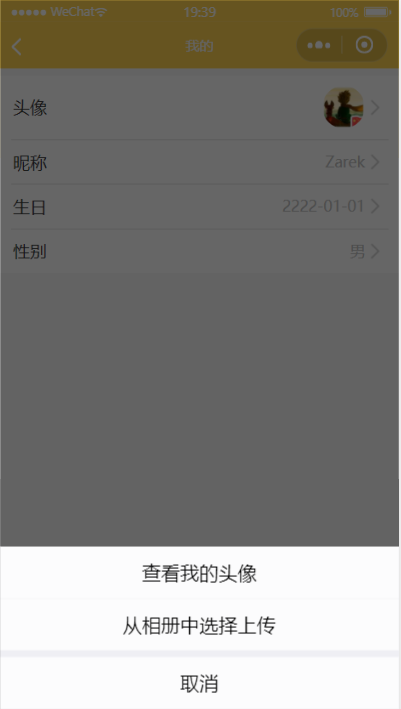 WeChat 19:39 100%
我的
头像
昵称 Zarek
生日 2222-01-01
性别 男
查看我的头像
从相册中选择上传
取消